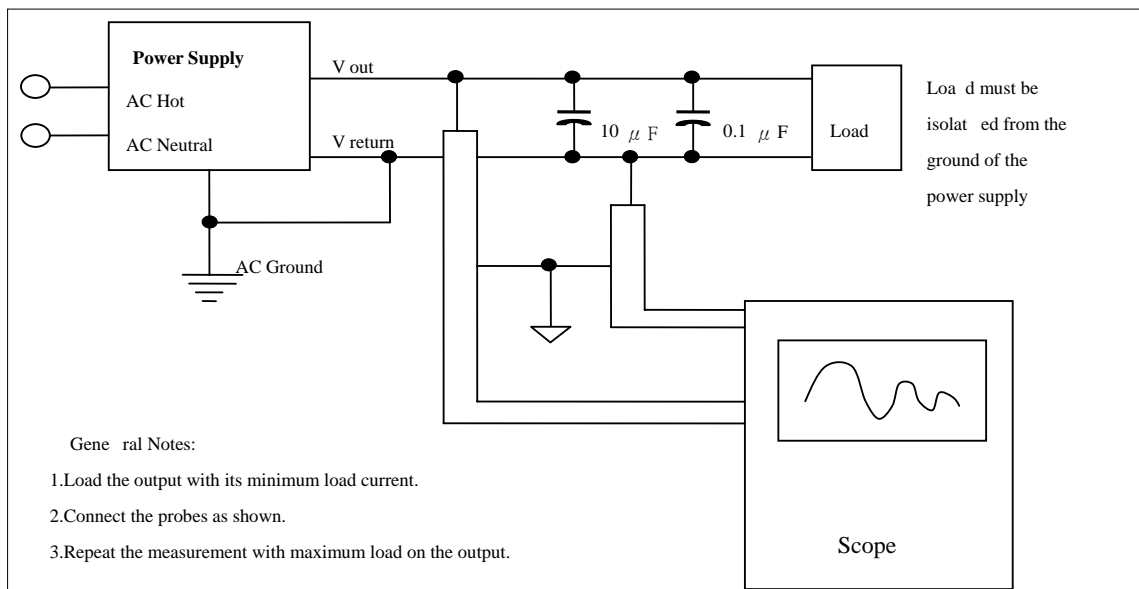 Power Supply
AC Hot
AC Neutral
V out
V return
AC Ground
10 μF
0.1 μF
Load
Loa d must be
isolat ed from the
ground of the
power supply
Gene ral Notes:
1.Load the output with its minimum load current.
2.Connect the probes as shown.
3.Repeat the measurement with maximum load on the output.
Scope